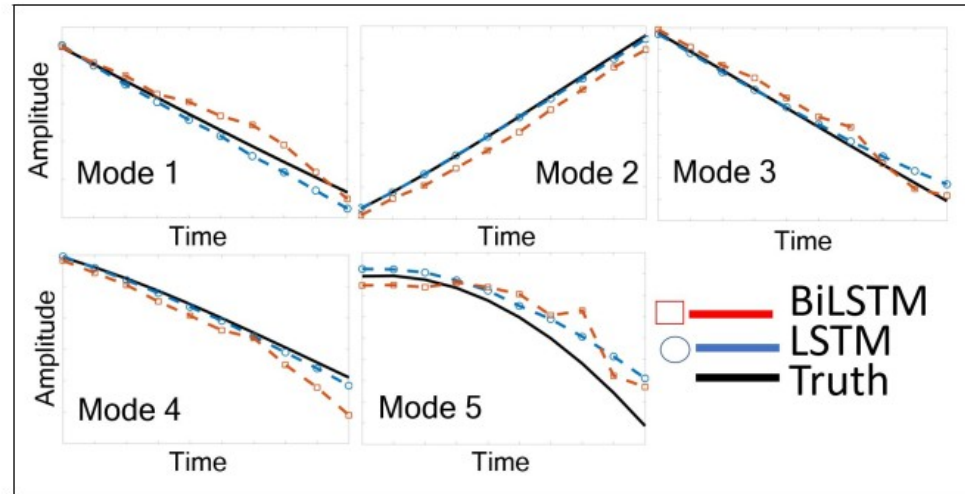 Amplitude
Mode 1
Time
Mode 2
Time
Mode 3
Time
Amplitude
Mode 4
Time
Mode 5
Time
BiLSTM
LSTM
Truth